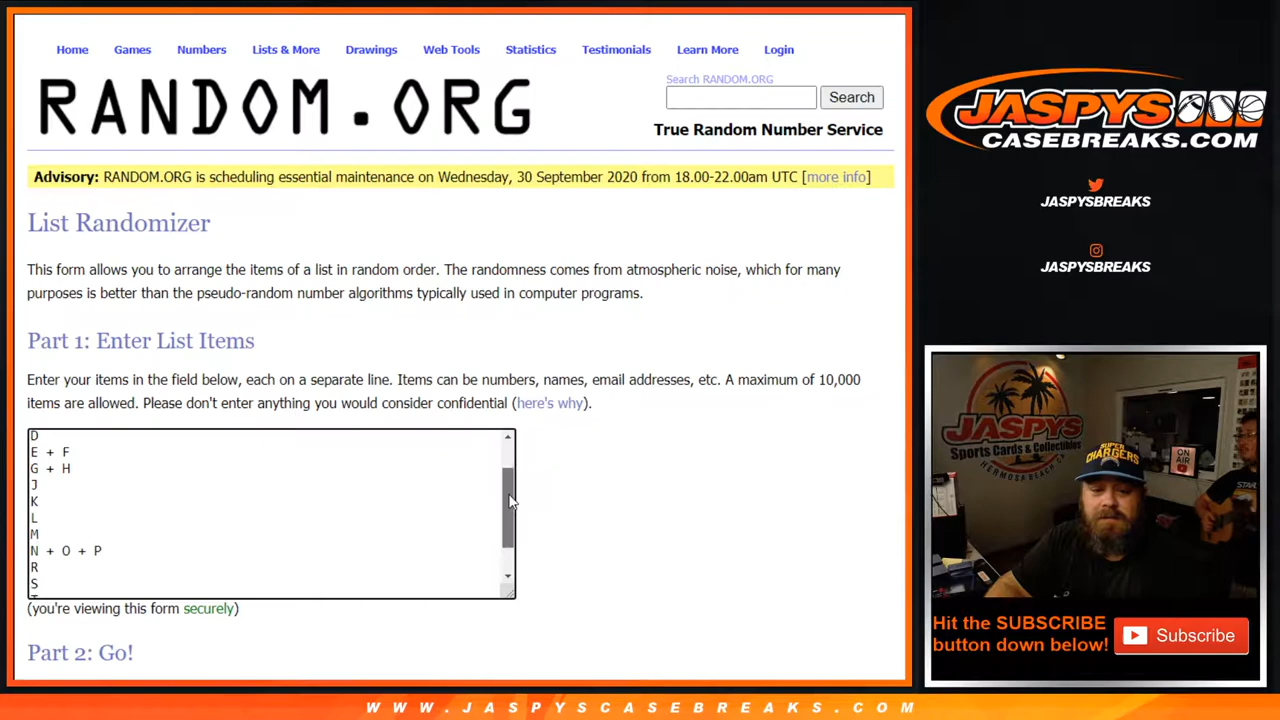 Home Games Numbers Lists & More Drawings Web Tools Statistics Testimonials Learn More Login
RANDOM.ORG
Search RANDOM.ORG
Search
True Random Number Service
Advisory: RANDOM.ORG is scheduling essential maintenance on Wednesday, 30 September 2020 from 18.00-22.00am UTC [more info]
List Randomizer
This form allows you to arrange the items of a list in random order. The randomness comes from atmospheric noise, which for many
purposes is better than the pseudo-random number algorithms typically used in computer programs.
Part 1: Enter List Items
Enter your items in the field below, each on a separate line. Items can be numbers, names, email addresses, etc. A maximum of 10,000
items are allowed. Please don't enter anything you would consider confidential (here's why).
D
E + F
G + H
J
K
L
M
N + O + P
R
S
(you're viewing this form securely)
Part 2: Go!
JASPYS
CASEBREAKS.COM
JASPYSBREAKS
JASPYSBREAKS
JASPYS
Sports Cards & Collectibles
HERMOSA BEACH, CA
SUPER
CHARGERS
ON
AIR
Hit the SUBSCRIBE
button down below!
Subscribe
WWW.JASPYSCASEBREAKS.COM